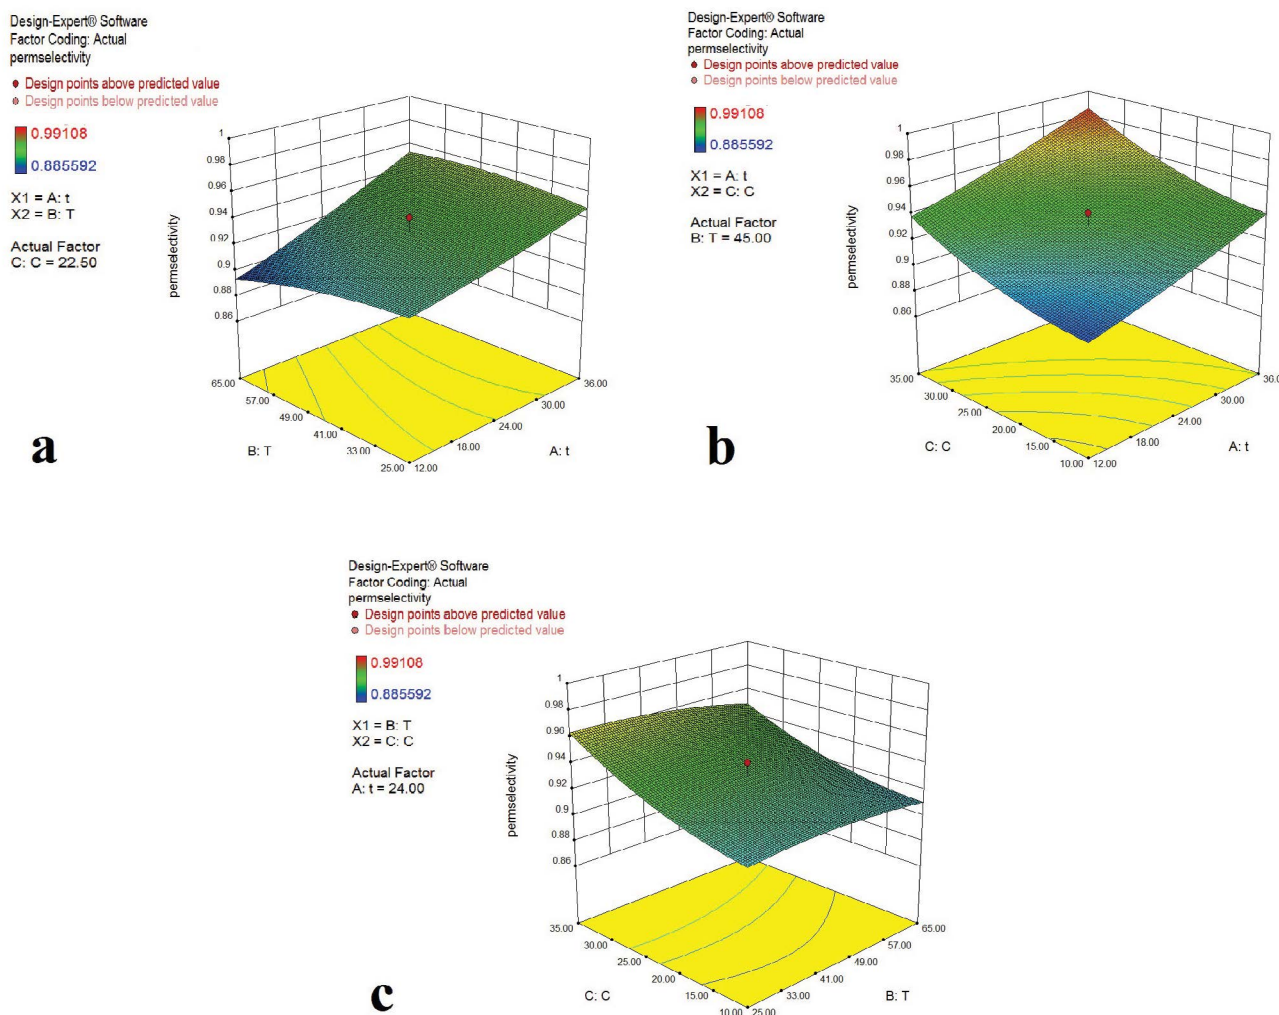 Design-Expert® Software
Factor Coding: Actual
permselectivity
Design points above predicted value
Design points below predicted value
0.99108
0.885592
X1 = A: t
X2 = B: T
Actual Factor
C: C = 22.50
1
0.98
0.96
0.94
0.92
0.9
0.88
0.86
permselectivity
65.00
57.00
49.00
41.00
33.00
25.00
12.00
18.00
24.00
30.00
36.00
B: T
A: t
a
Design-Expert® Software
Factor Coding: Actual
permselectivity
Design points above predicted value
Design points below predicted value
0.99108
0.885592
X1 = A: t
X2 = C: C
Actual Factor
B: T = 45.00
1
0.98
0.96
0.94
0.92
0.9
0.88
0.86
permselectivity
35.00
30.00
25.00
20.00
15.00
10.00
12.00
18.00
24.00
30.00
36.0
C: C
A: t
b
Design-Expert® Software
Factor Coding: Actual
permselectivity
Design points above predicted value
Design points below predicted value
0.99108
0.885592
X1 = B: T
X2 = C: C
Actual Factor
A: t = 24.00
1
0.98
0.96
0.94
0.92
0.9
0.88
0.86
permselectivity
35.00
30.00
25.00
20.00
15.00
10.00
25.00
33.00
41.00
49.00
57.00
65.00
C: C
B: T
c